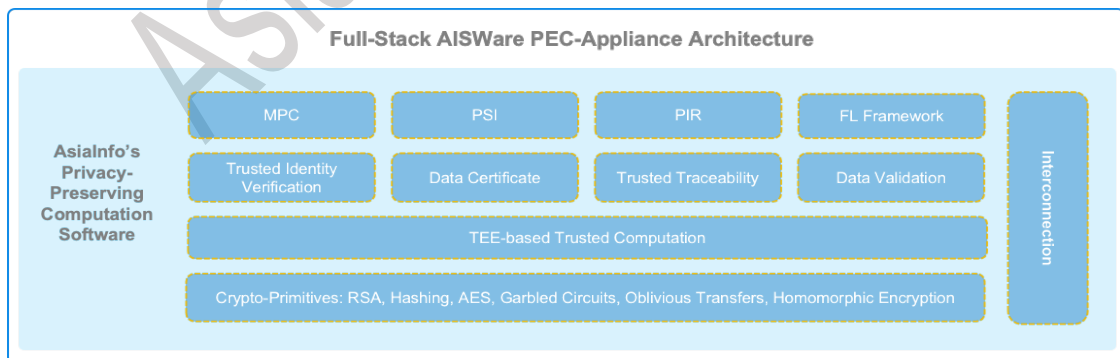 Full-Stack AISWare PEC-Appliance Architecture
AsiaInfo’s
Privacy-
Preserving
Computation
Software
MPC
PSI
PIR
FL Framework
Trusted Identity
Verification
Data Certificate
Trusted Traceability
Data Validation
TEE-based Trusted Computation
Crypto-Primitives: RSA, Hashing, AES, Garbled Circuits, Oblivious Transfers, Homomorphic Encryption
Interconnection